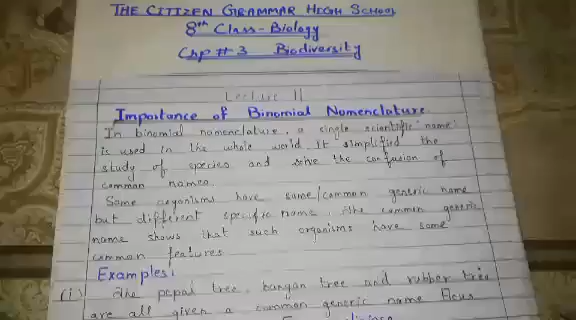 THE CITIZEN GRAMMAR HIGH SCHOOL
8th Class - Biology
Chp # 3 Biodiversity
Lecture 11
Importance of Binomial Nomenclature
In binomial nomenclature, a single scientific name
is used in the whole world. It simplified the
study of species and solve the confusion of
common names.
Some organisms have same/common generic name
but different specific name. The common generic
name shows that such organisms have some
common features.
Examples:
(i) The pepal tree, banyan tree and rubber tree
are all given a common generic name Ficus